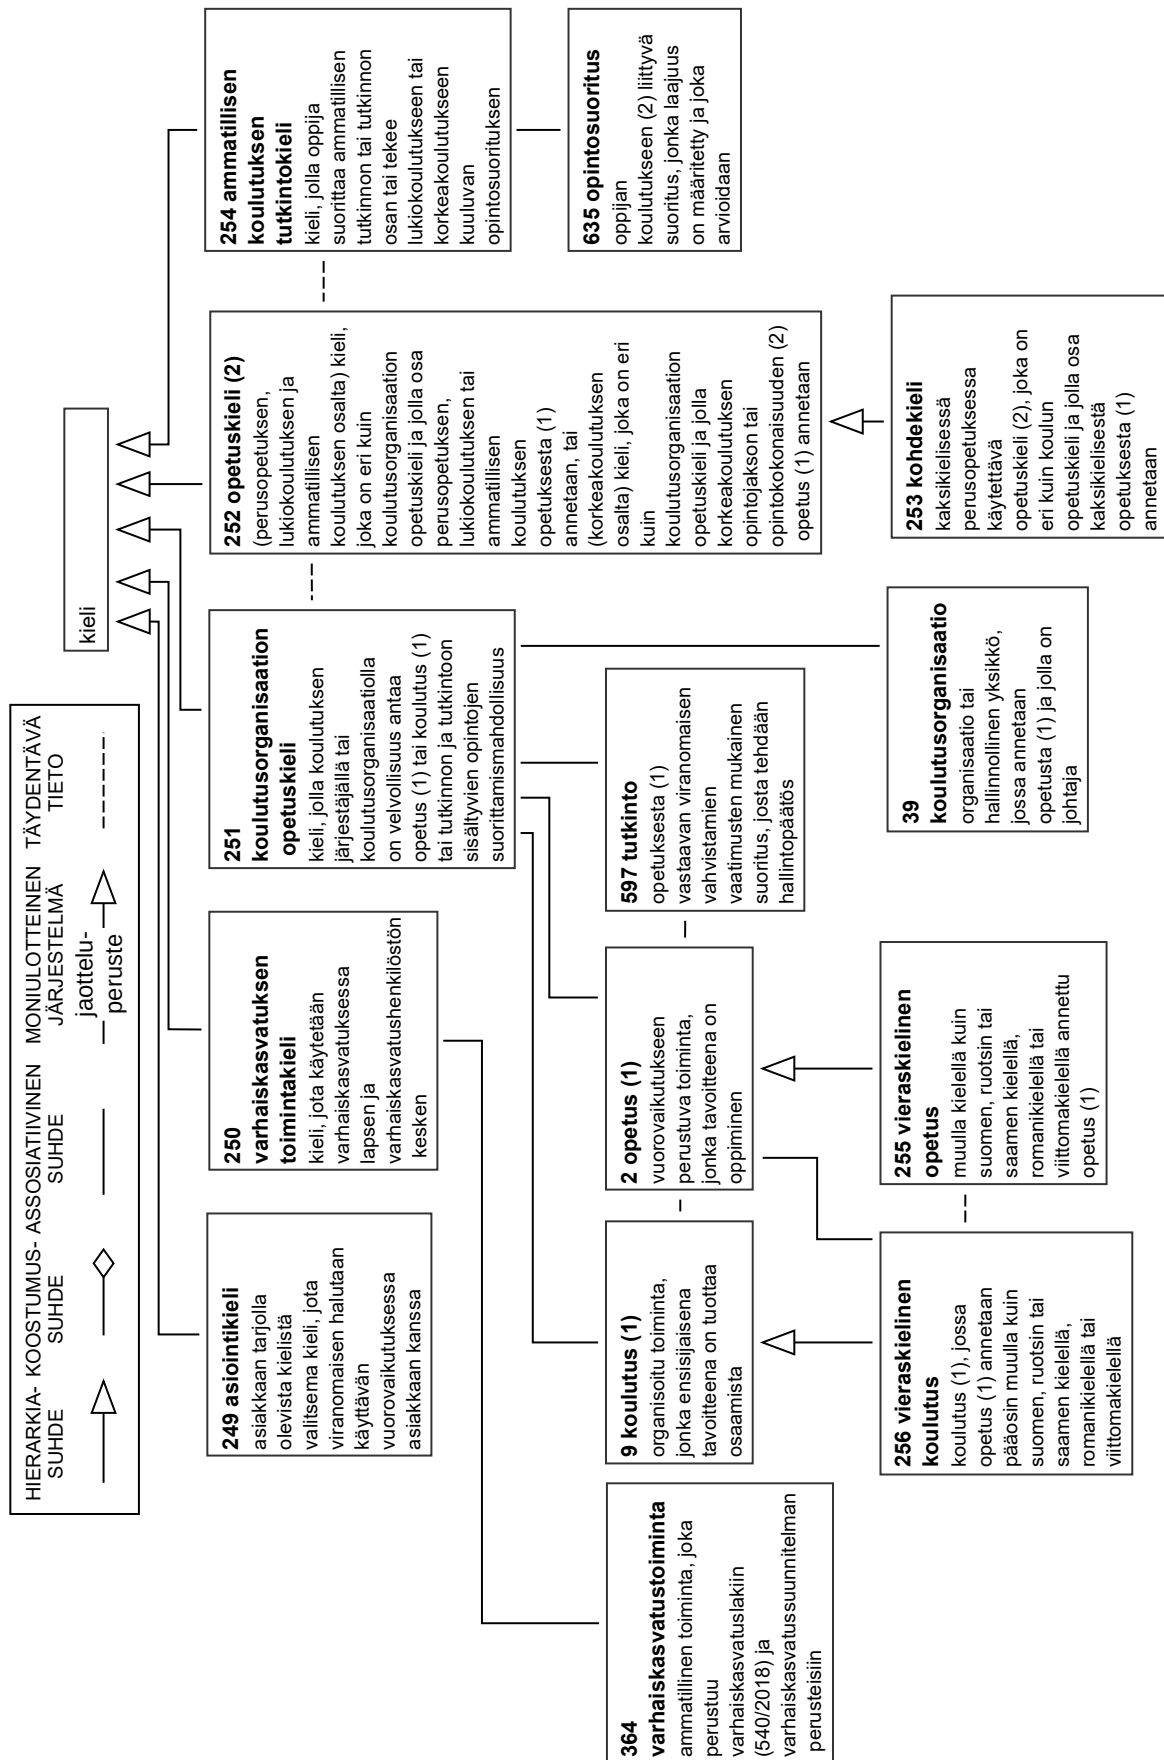 HIERARKIA-
SUHDE
KOOSTUMUS-
SUHDE
ASSOSIATIIVINEN
SUHDE
MONIULOTTEINEN
JÄRJESTELMÄ
jaottelu-
peruste
TÄYDENTÄVÄ
TIETO
kieli
249 asiointikieli
asiakkaan tarjolla
olevista kielistä
valitsema kieli, jota
viranomaisen halutaan
käyttävän
vuorovaikutuksessa
asiakkaan kanssa
250
varhaiskasvatuksen
toimintakieli
kieli, jota käytetään
varhaiskasvatuksessa
lapsen ja
varhaiskasvatushenkilöstön
kesken
251
koulutusorganisaation
opetuskieli
kieli, jolla koulutuksen
järjestäjällä tai
koulutusorganisaatiolla
on velvollisuus antaa
opetus (1) tai koulutus (1)
tai tutkinnon ja tutkintoon
sisältyvien opintojen
suorittamismahdollisuus
252 opetuskieli (2)
(perusopetuksen,
lukiokoulutuksen ja
ammatillisen
koulutuksen osalta) kieli,
joka on eri kuin
koulutusorganisaation
opetuskieli ja jolla osa
perusopetuksen,
lukiokoulutuksen tai
ammatillisen
koulutuksen
opetuksesta (1)
annetaan, tai
(korkeakoulutuksen
osalta) kieli, joka on eri
kuin
koulutusorganisaation
opetuskieli ja jolla
korkeakoulutuksen
opintojakson tai
opintokokonaisuuden (2)
opetus (1) annetaan
254 ammatillisen
koulutuksen
tutkintokieli
kieli, jolla oppija
suorittaa ammatillisen
tutkinnon tai tutkinnon
osan tai tekee
lukiokoulutukseen tai
korkeakoulutukseen
kuuluvan
opintosuorituksen
364
varhaiskasvatustoiminta
ammatillinen toiminta, joka
perustuu
varhaiskasvatuslakiin
(540/2018) ja
varhaiskasvatussuunnitelman
perusteisiin
9 koulutus (1)
organisoitu toiminta,
jonka ensisijaisena
tavoitteena on tuottaa
osaamista
2 opetus (1)
vuorovaikutukseen
perustuva toiminta,
jonka tavoitteena on
oppiminen
597 tutkinto
opetuksesta (1)
vastaavan viranomaisen
vahvistamien
vaatimusten mukainen
suoritus, josta tehdään
hallintopäätös
635 opintosuoritus
oppijan
koulutukseen (2) liittyvä
suoritus, jonka laajuus
on määritetty ja joka
arvioidaan
256 vieraskielinen
koulutus
koulutus (1), jossa
opetus (1) annetaan
pääosin muulla kuin
suomen, ruotsin tai
saamen kielellä,
romanikielellä tai
viittomakielellä
255 vieraskielinen
opetus
muulla kielellä kuin
suomen, ruotsin tai
saamen kielellä,
romanikielellä tai
viittomakielellä annettu
opetus (1)
39
koulutusorganisaatio
organisaatio tai
hallinnollinen yksikkö,
jossa annetaan
opetusta (1) ja jolla on
johtaja
253 kohdekieli
kaksikielisessä
perusopetuksessa
käytettävä
opetuskieli (2), joka on
eri kuin koulun
opetuskieli ja jolla osa
kaksikielisestä
opetuksesta (1)
annetaan